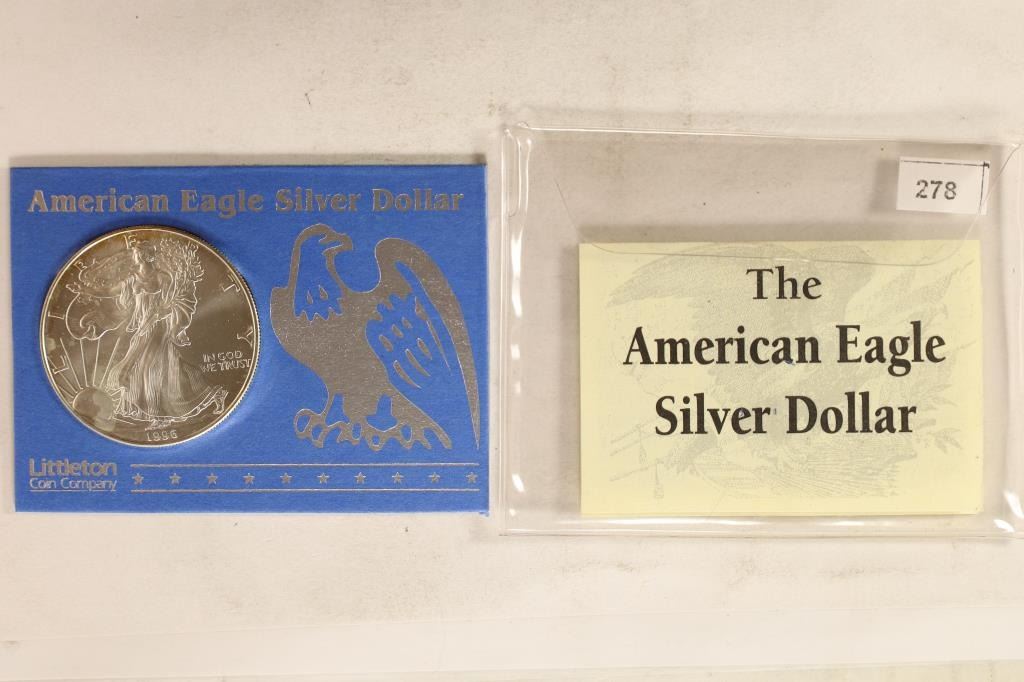 American Eagle Silver Dollar
LIBERTY
IN GOD
WE TRUST
1996
Littleton
Coin Company
278
The
American Eagle
Silver Dollar